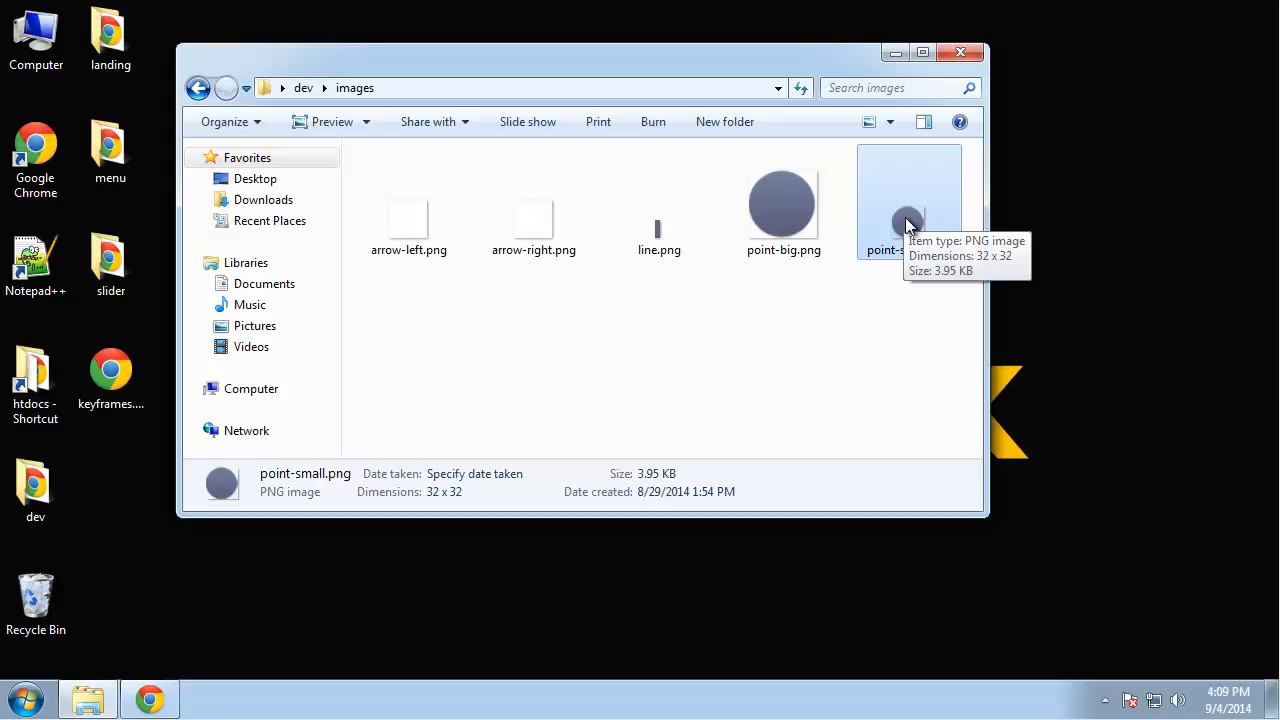 Computer
landing
Google
Chrome
menu
Notepad++
slider
htdocs -
Shortcut
keyframes....
dev
Recycle Bin
dev
images
Search images
Organize
Preview
Share with
Slide show
Print
Burn
New folder
Favorites
Desktop
Downloads
Recent Places
Libraries
Documents
Music
Pictures
Videos
Computer
Network
arrow-left.png
arrow-right.png
line.png
point-big.png
Item type: PNG image
Dimensions: 32 x 32
Size: 3.95 KB
point-small.png
Date taken: Specify date taken
Size: 3.95 KB
PNG image
Dimensions: 32 x 32
Date created: 8/29/2014 1:54 PM
4:09 PM
9/4/2014